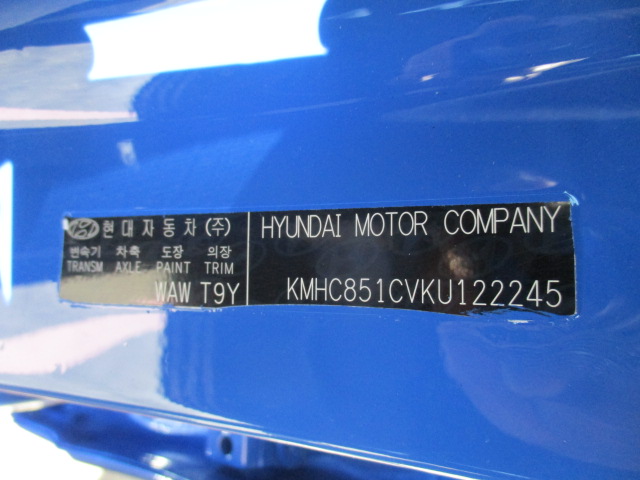 현대자동차(주)
변속기 차축 도장 의장
TRANSM AXLE PAINT TRIM
WAW T9Y
HYUNDAI MOTOR COMPANY
KMHC851CVKU122245